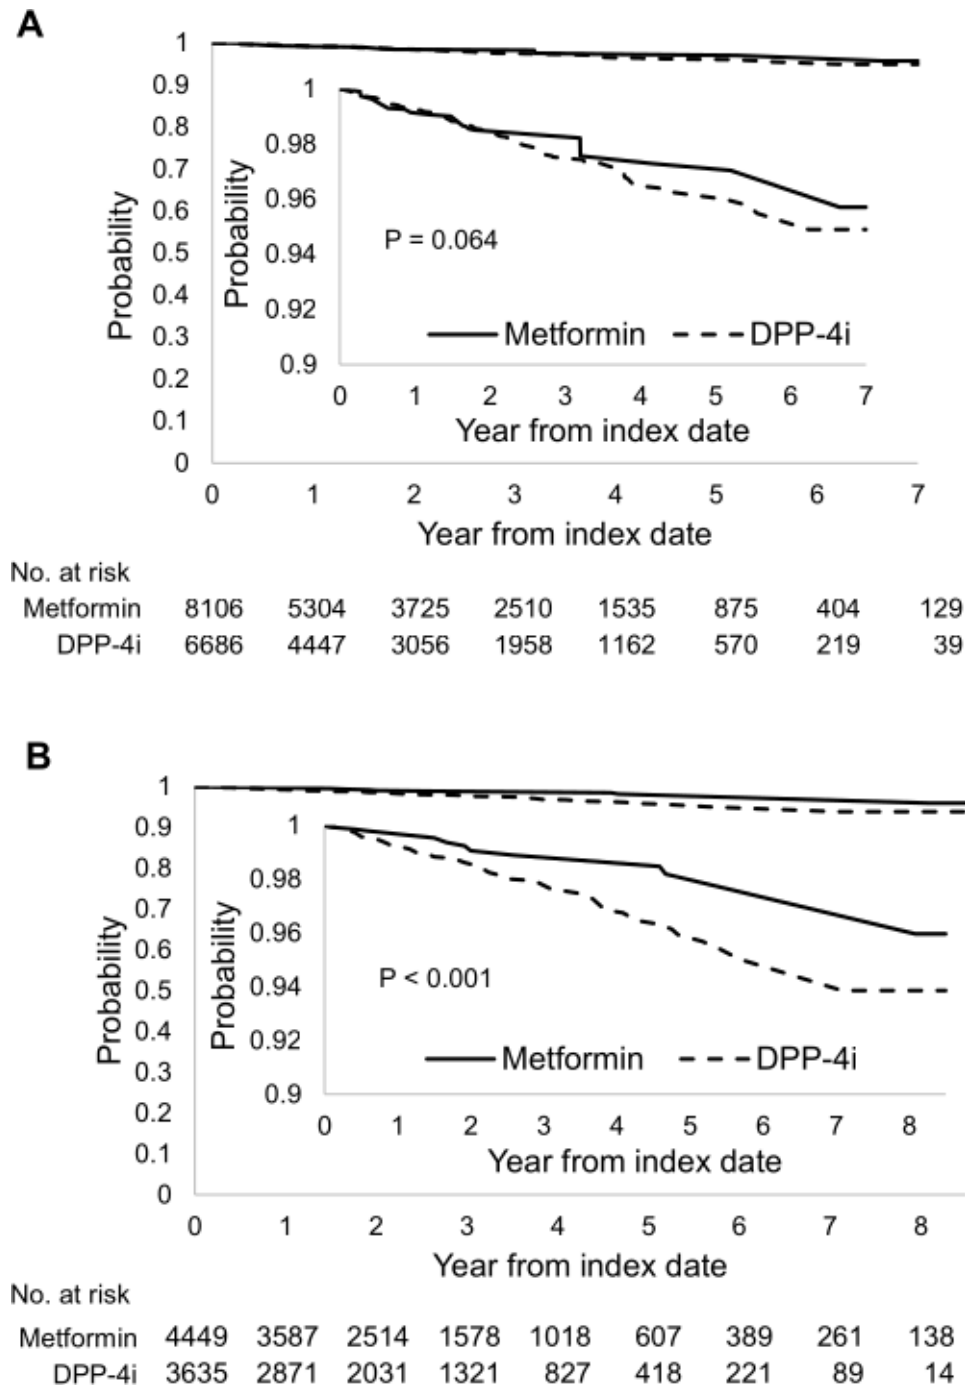 A
1
0.9
0.8
0.7
0.6
0.5
0.4
0.3
0.2
0.1
0
Probability
1
0.98
0.96
0.94
0.92
0.9
Probability
P = 0.064
Metformin DPP-4i
0 1 2 3 4 5 6 7
Year from index date
0 1 2 3 4 5 6 7
Year from index date
No. at risk
Metformin 8106 5304 3725 2510 1535 875 404 129
DPP-4i 6686 4447 3056 1958 1162 570 219 39
B
1
0.9
0.8
0.7
0.6
0.5
0.4
0.3
0.2
0.1
0
Probability
1
0.98
0.96
0.94
0.92
0.9
Probability
P < 0.001
Metformin DPP-4i
0 1 2 3 4 5 6 7 8
Year from index date
0 1 2 3 4 5 6 7 8
Year from index date
No. at risk
Metformin 4449 3587 2514 1578 1018 607 389 261 138
DPP-4i 3635 2871 2031 1321 827 418 221 89 14